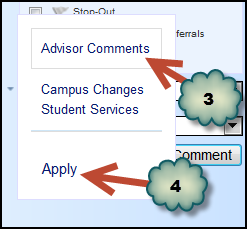 Stop-Out
Advisor Comments
ferrals
3
Campus Changes
Student Services
Comment
Apply
4